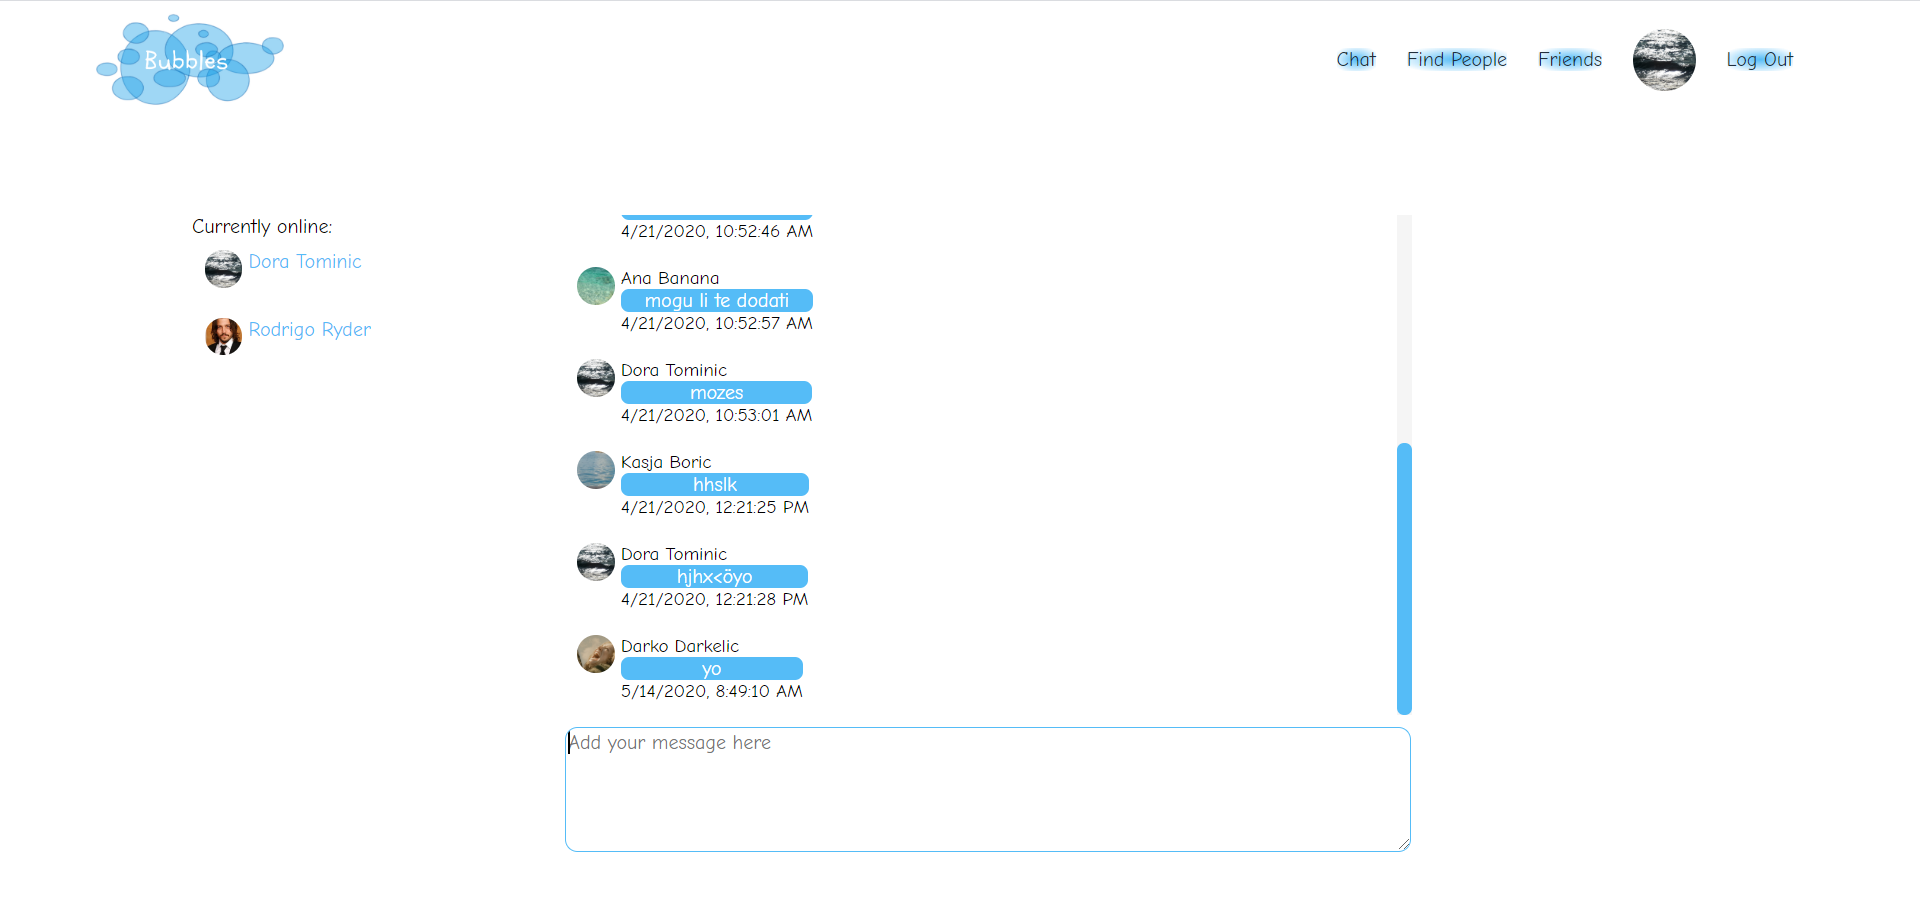 Bubbles
Chat
Find People
Friends
Log Out
Currently online:
Dora Tominic
Rodrigo Ryder
4/21/2020, 10:52:46 AM
Ana Banana
mogu li te dodati
4/21/2020, 10:52:57 AM
Dora Tominic
mozes
4/21/2020, 10:53:01 AM
Kasja Boric
hhslk
4/21/2020, 12:21:25 PM
Dora Tominic
hjhx<öyo
4/21/2020, 12:21:28 PM
Darko Darkelic
yo
5/14/2020, 8:49:10 AM
Add your message here